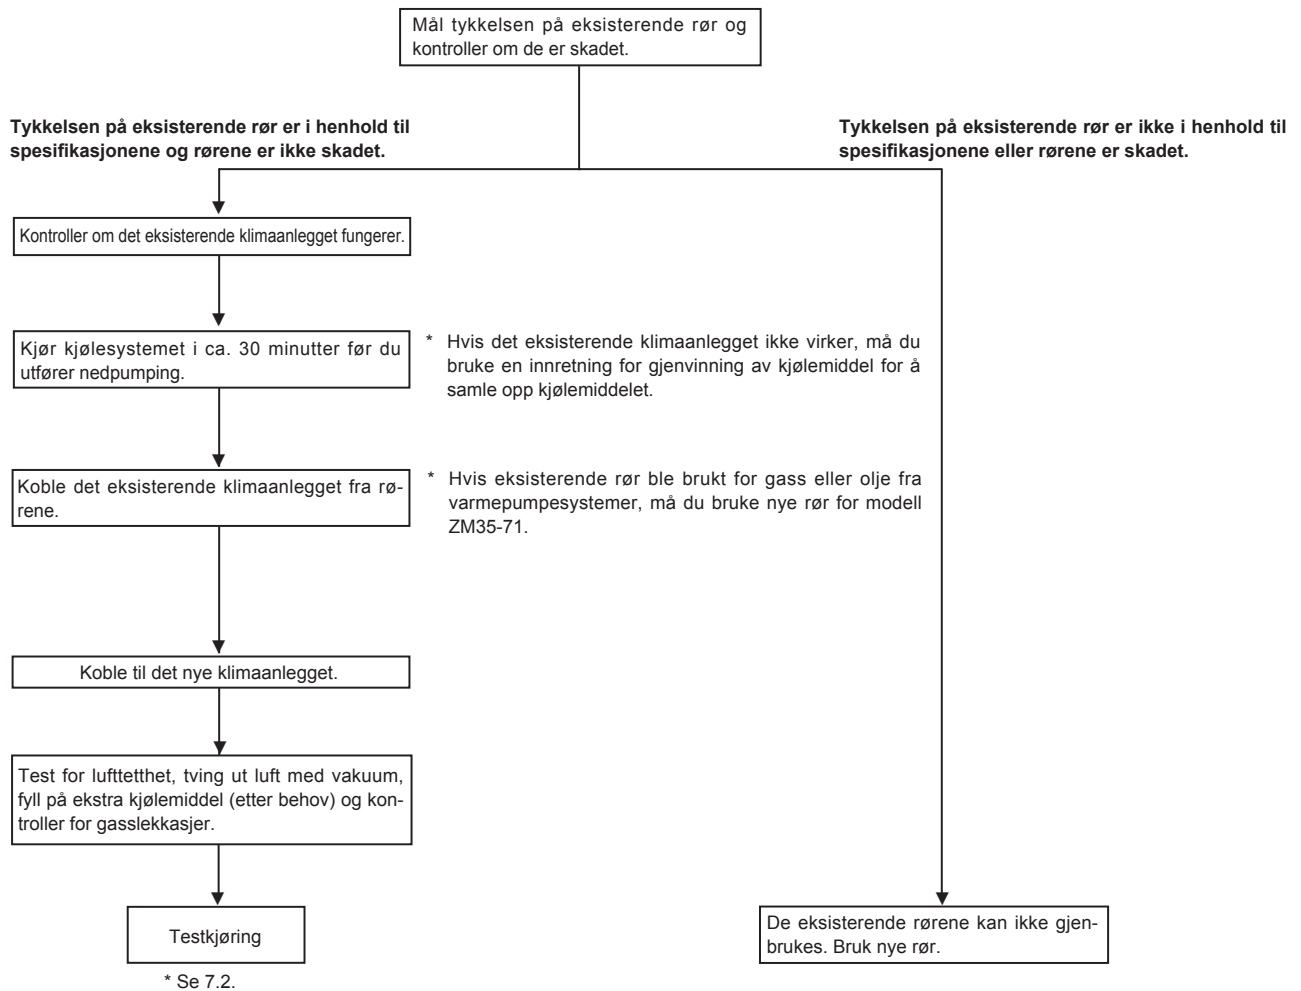 Mål tykkelsen på eksisterende rør og
kontroller om de er skadet.
Tykkelsen på eksisterende rør er i henhold til
spesifikasjonene og rørene er ikke skadet.
Tykkelsen på eksisterende rør er ikke i henhold til
spesifikasjonene eller rørene er skadet.
Kontroller om det eksisterende klimaanlegget fungerer.
Kjør kjølesystemet i ca. 30 minutter før du
utfører nedpumping.
* Hvis det eksisterende klimaanlegget ikke virker, må du
bruke en innretning for gjenvinning av kjølemiddel for å
samle opp kjølemiddelet.
Koble det eksisterende klimaanlegget fra rø-
rene.
* Hvis eksisterende rør ble brukt for gass eller olje fra
varmepumpesystemer, må du bruke nye rør for modell
ZM35-71.
Koble til det nye klimaanlegget.
Test for lufttetthet, tving ut luft med vakuum,
fyll på ekstra kjølemiddel (etter behov) og kon-
troller for gasslekkasjer.
Testkjøring
* Se 7.2.
De eksisterende rørene kan ikke gjen-
brukes. Bruk nye rør.